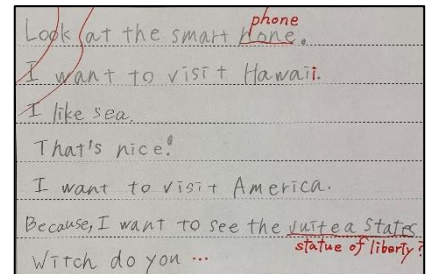 phone
Look at the smart hone.
I want to visit Hawaii.
I like sea.
That's nice!
I want to visit America.
Because, I want to see the States
statue of liberty?
Witch do you ...